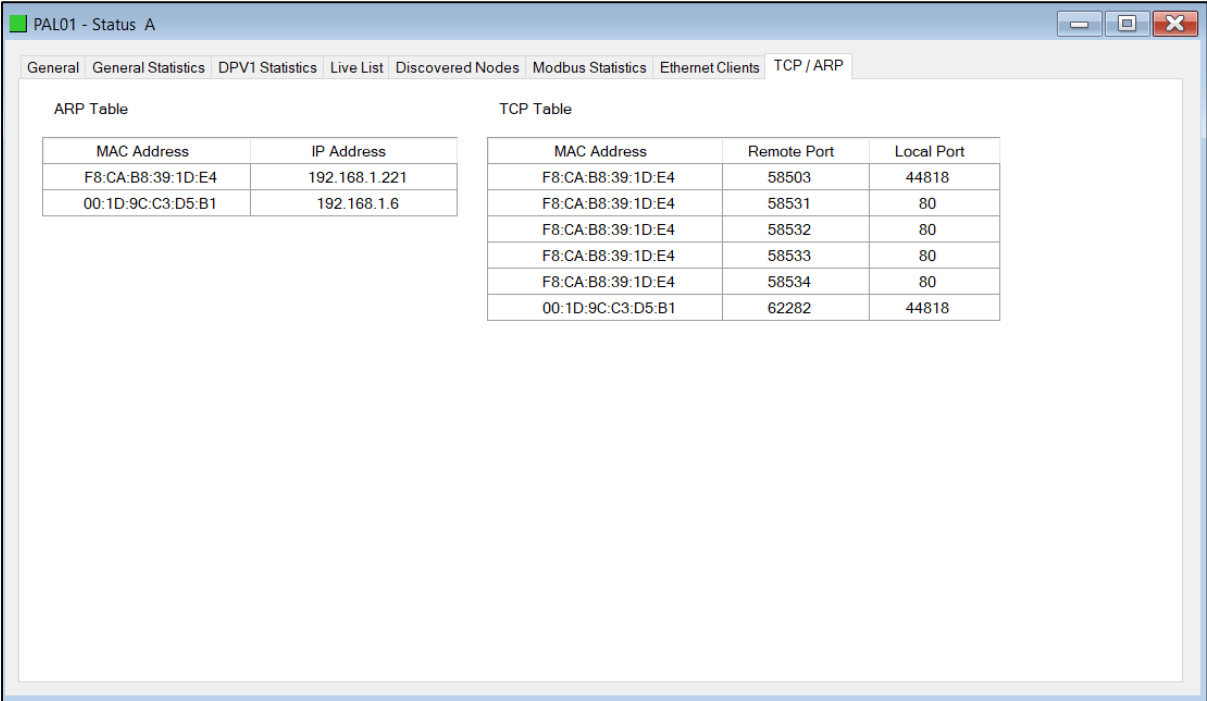 PAL01 - Status A
General General Statistics DPV1 Statistics Live List Discovered Nodes Modbus Statistics Ethernet Clients TCP / ARP
ARP Table
MAC Address IP Address
F8:CA:B8:39:1D:E4 192.168.1.221
00:1D:9C:C3:D5:B1 192.168.1.6
TCP Table
MAC Address Remote Port Local Port
F8:CA:B8:39:1D:E4 58503 44818
F8:CA:B8:39:1D:E4 58531 80
F8:CA:B8:39:1D:E4 58532 80
F8:CA:B8:39:1D:E4 58533 80
F8:CA:B8:39:1D:E4 58534 80
00:1D:9C:C3:D5:B1 62282 44818